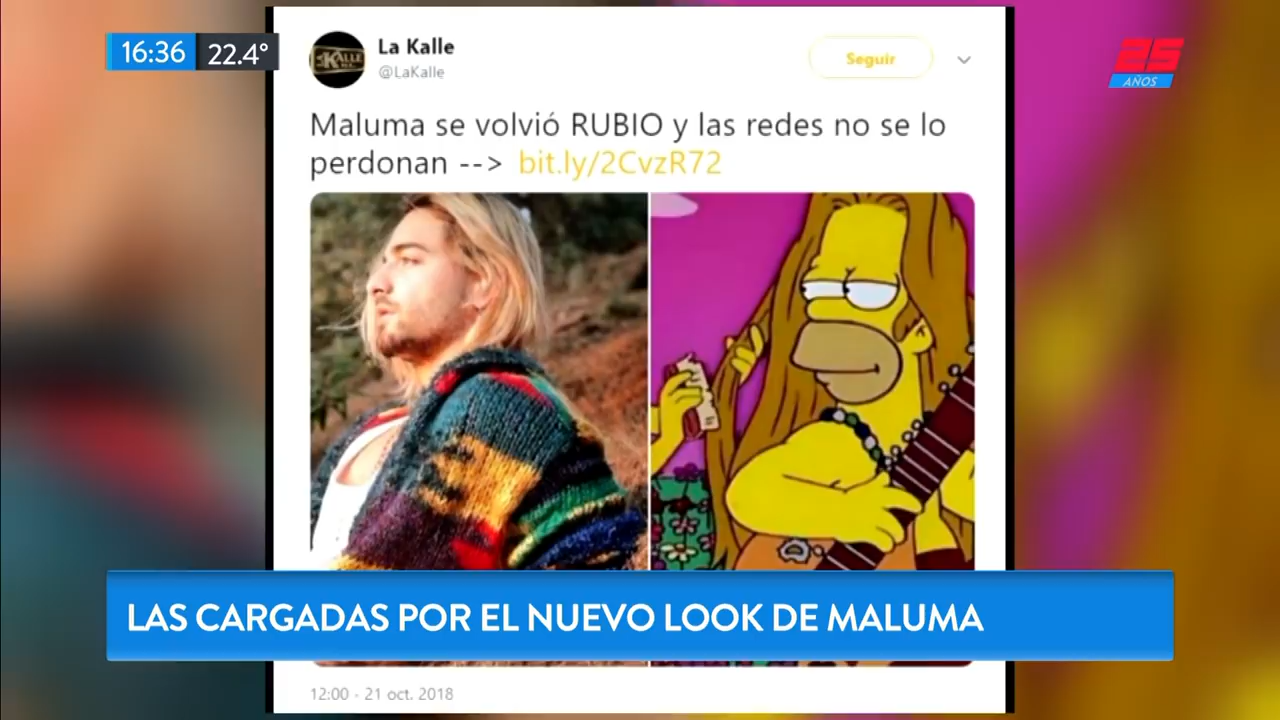 16:36 22.4°
25
AÑOS
La Kalle
@LaKalle
KALLE
Seguir
Maluma se volvió RUBIO y las redes no se lo
perdonan --> bit.ly/2CvzR72
LAS CARGADAS POR EL NUEVO LOOK DE MALUMA
12:00 - 21 oct. 2018